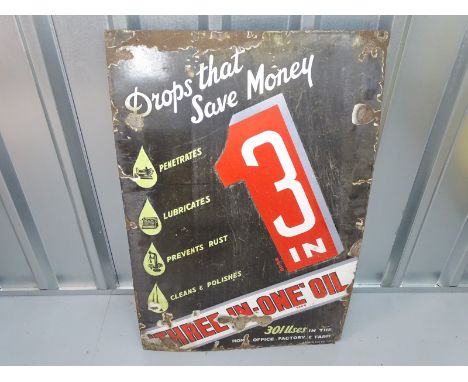 Drops that
Save Money
PENETRATES
LUBRICATES
PREVENTS RUST
CLEANS & POLISHES
3
IN
1
"THREE-IN-ONE" OIL
301 Uses IN THE
HOME, OFFICE, FACTORY & FARM